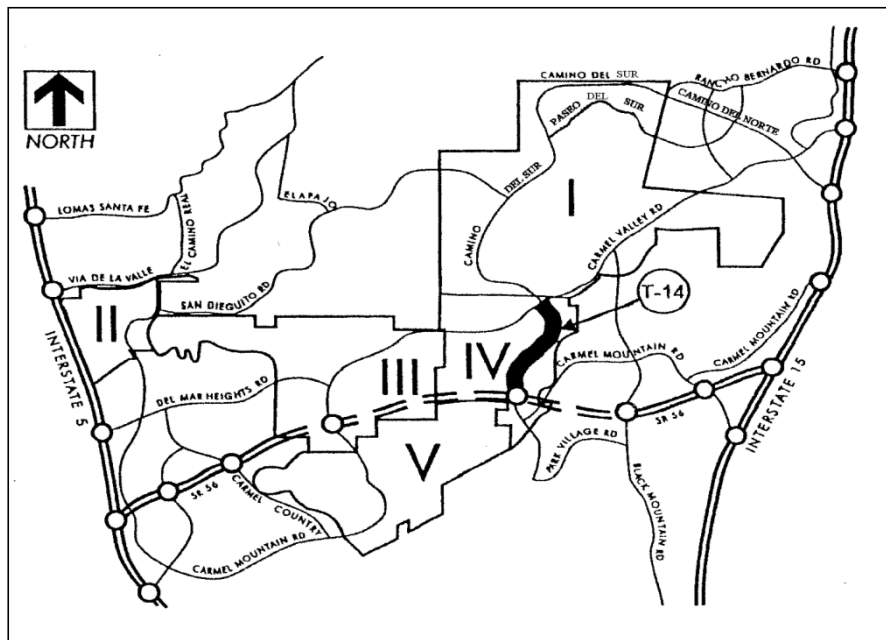 NORTH
CAMINO DEL SUR
RANCHO BERNARDO RD
CAMINO DEL NORTE
PASEO DEL SUR
LOMAS SANTA FE
EL CAMINO REAL
EL APAJO
DEL SUR
CAMINO
I
CARMEL VALLEY RD
VIA DE LA VALLE
SAN DIEGUITO RD
T-14
II
INTERSTATE 5
III
IV
CARMEL MOUNTAIN RD
CARMEL MOUNTAIN RD
DEL MAR HEIGHTS RD
SR 56
INTERSTATE 15
V
PARK VILLAGE RD
BLACK MOUNTAIN RD
SR 56
CARMEL
COUNTRY
CARMEL MOUNTAIN RD